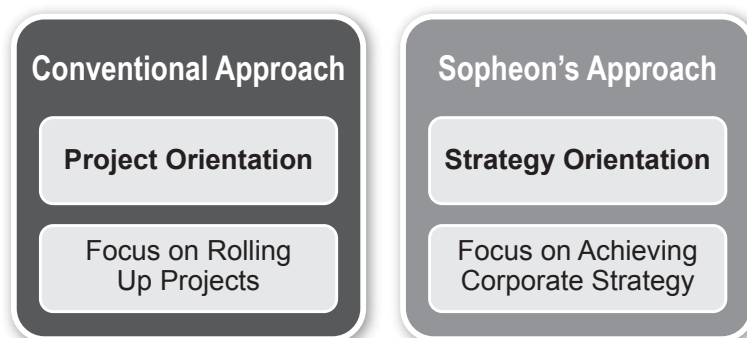 Conventional Approach
Project Orientation
Focus on Rolling
Up Projects
Sopheon’s Approach
Strategy Orientation
Focus on Achieving
Corporate Strategy